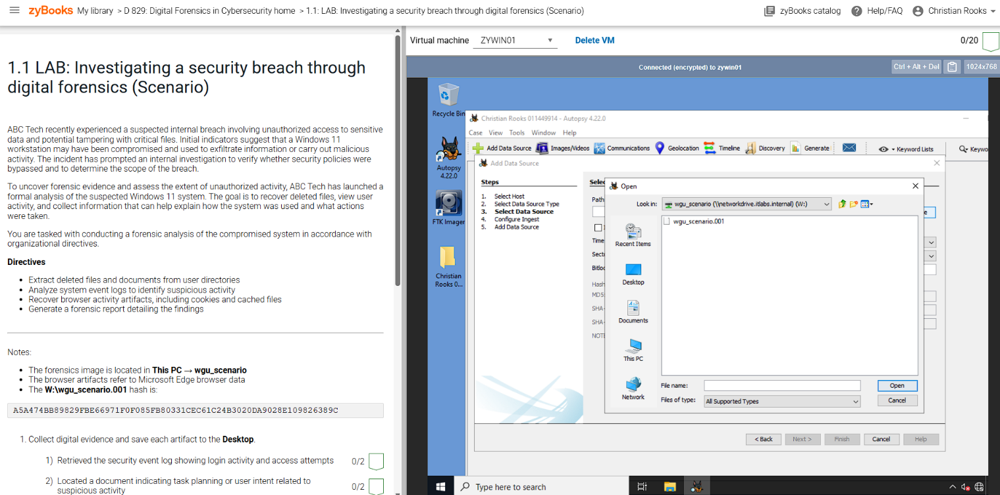 zyBooks My library > D 829: Digital Forensics in Cybersecurity home > 1.1: LAB: Investigating a security breach through digital forensics (Scenario)
zyBooks catalog
Help/FAQ
Christian Rooks
1.1 LAB: Investigating a security breach through
digital forensics (Scenario)
ABC Tech recently experienced a suspected internal breach involving unauthorized access to sensitive
data and potential tampering with critical files. Initial indicators suggest that a Windows 11
workstation may have been compromised and used to exfiltrate information or carry out malicious
activity. The incident has prompted an internal investigation to verify whether security policies were
bypassed and to determine the scope of the breach.
To uncover forensic evidence and assess the extent of unauthorized activity, ABC Tech has launched a
formal analysis of the suspected Windows 11 system. The goal is to recover deleted files, view user
activity, and collect information that can help explain how the system was used and what actions
were taken.
You are tasked with conducting a forensic analysis of the compromised system in accordance with
organizational directives.
Directives
• Extract deleted files and documents from user directories
• Analyze system event logs to identify suspicious activity
• Recover browser activity artifacts, including cookies and cached files
• Generate a forensic report detailing the findings
Notes:
• The forensics image is located in This PC → wgu_scenario
• The browser artifacts refer to Microsoft Edge browser data
• The W:\wgu_scenario.001 hash is:
A5A474BB89829FBE66971F0F085FB80331CEC61C24B3020DA9028E109826389C
1. Collect digital evidence and save each artifact to the Desktop.
1) Retrieved the security event log showing login activity and access attempts 0/2
2) Located a document indicating task planning or user intent related to
suspicious activity 0/2
Virtual machine ZYWIN01 Delete VM 0/20
Connected (encrypted) to zywin01
Ctrl + Alt + Del
1024x768
Recycle Bin
Autopsy
4.22.0
FTK Imager
Christian
Rooks 0...
Christian Rooks 011449914 - Autopsy 4.22.0
Case View Tools Window Help
Add Data Source Images/Videos Communications Geolocation Timeline Discovery Generate Keyword Lists Keywo
Add Data Source
Steps
1. Select Host
2. Select Data Source Type
3. Select Data Source
4. Configure Ingest
5. Add Data Source
Selec
Path
Time
Secto
Bitloc
Hash
MD5:
SHA-
SHA-
NOTE
Open
Look in: wgu_scenario (\\networkdrive.itlabs.internal) (W:)
wgu_scenario.001
Recent Items
Desktop
Documents
This PC
Network
File name:
Open
Files of type: All Supported Types
Cancel
< Back Next > Finish Cancel Help
Type here to search